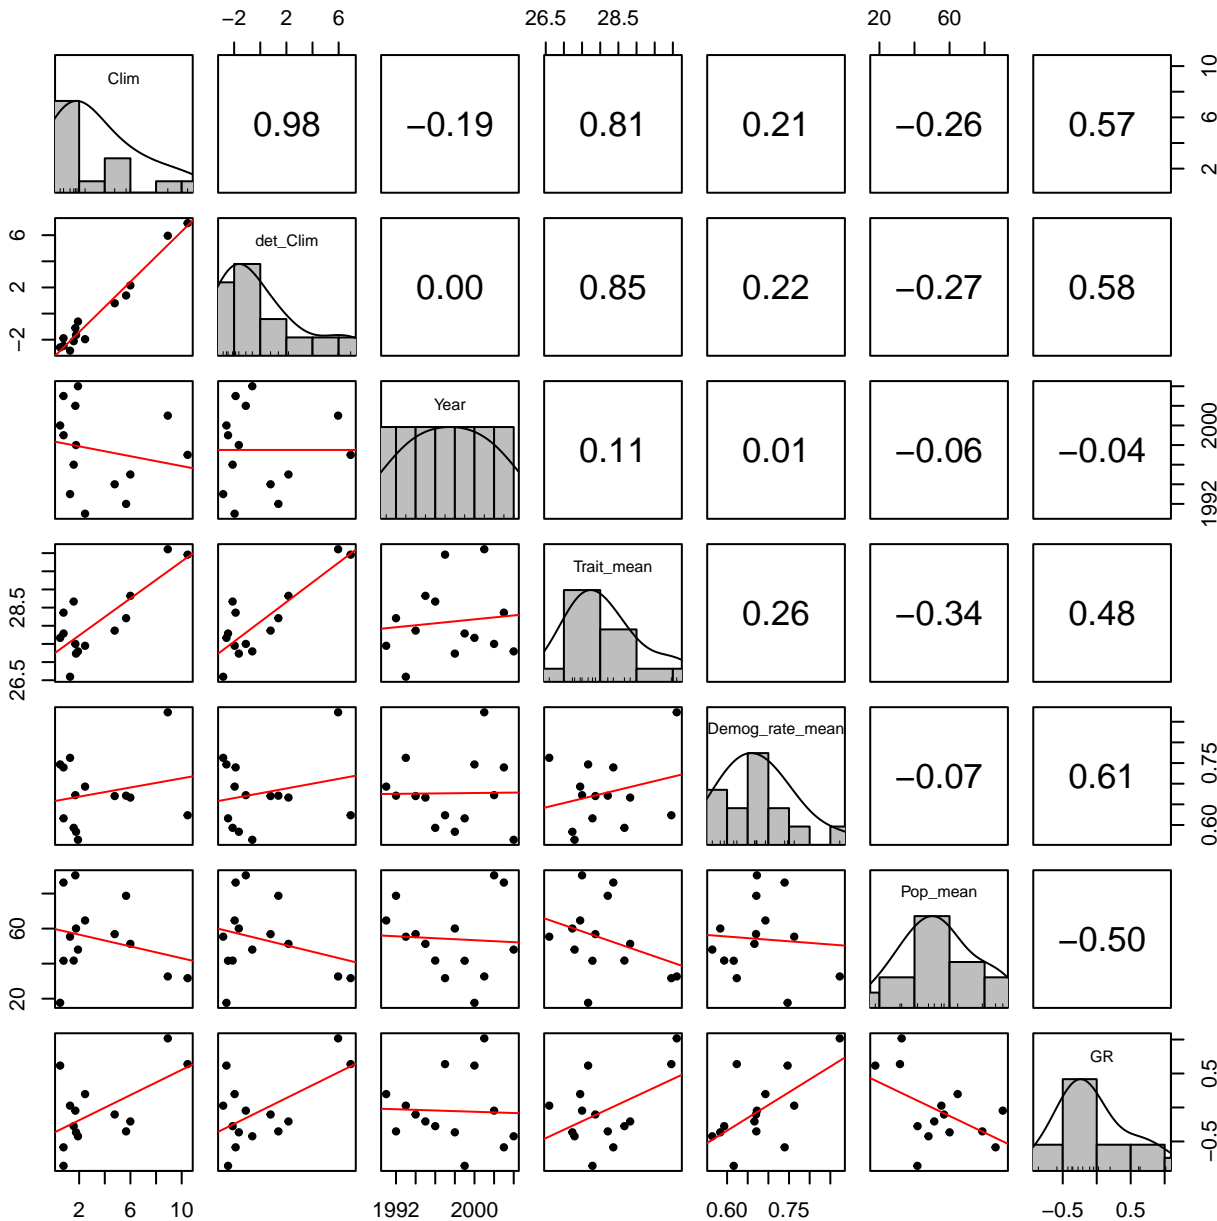 −2 2 6 26.5 28.5 20 60
Clim 0.98 −0.19 0.81 0.21 −0.26 0.57 2 6 10
−2 2 6 det_Clim 0.00 0.85 0.22 −0.27 0.58
Year 0.11 0.01 −0.06 −0.04 1992 2000
26.5 28.5 Trait_mean 0.26 −0.34 0.48
Demog_rate_mean −0.07 0.61 0.60 0.75
20 60 Pop_mean −0.50
GR −0.5 0.5
2 6 10 1992 2000 0.60 0.75 −0.5 0.5